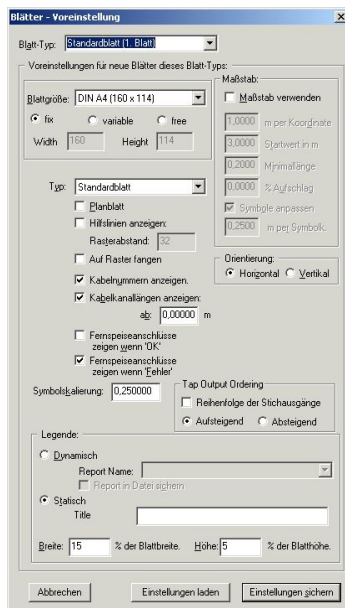 Blätter - Voreinstellung
Blatt-Typ: Standardblatt (1. Blatt)
Voreinstellungen für neue Blätter dieses Blatt-Typs:
Blattgröße: DIN A4 (160 x 114)
fix variable free
Width 160 Height 114
Maßstab:
Maßstab verwenden
1,0000 m per Koordinate
3,0000 Startwert in m
0,2000 Minimallänge
0,0000 % Aufschlag
Symbole anpassen
0,2500 m per Symbolk.
Typ: Standardblatt
Planblatt
Hilfslinien anzeigen:
Rasterabstand: 32
Auf Raster fangen
Orientierung:
Horizontal Vertikal
Kabelnummern anzeigen.
Kabelkanallängen anzeigen:
ab: 0,00000 m
Fernspeiseanschlüsse
zeigen wenn 'OK'
Fernspeiseanschlüsse
zeigen wenn 'Fehler'
Symbolskalierung: 0,250000
Tap Output Ordering
Reihenfolge der Stichausgänge
Aufsteigend Absteigend
Legende:
Dynamisch
Report Name:
Report in Datei sichern
Statisch
Title
Breite: 15 % der Blattbreite. Höhe: 5 % der Blatthöhe.
Abbrechen Einstellungen laden Einstellungen sichern